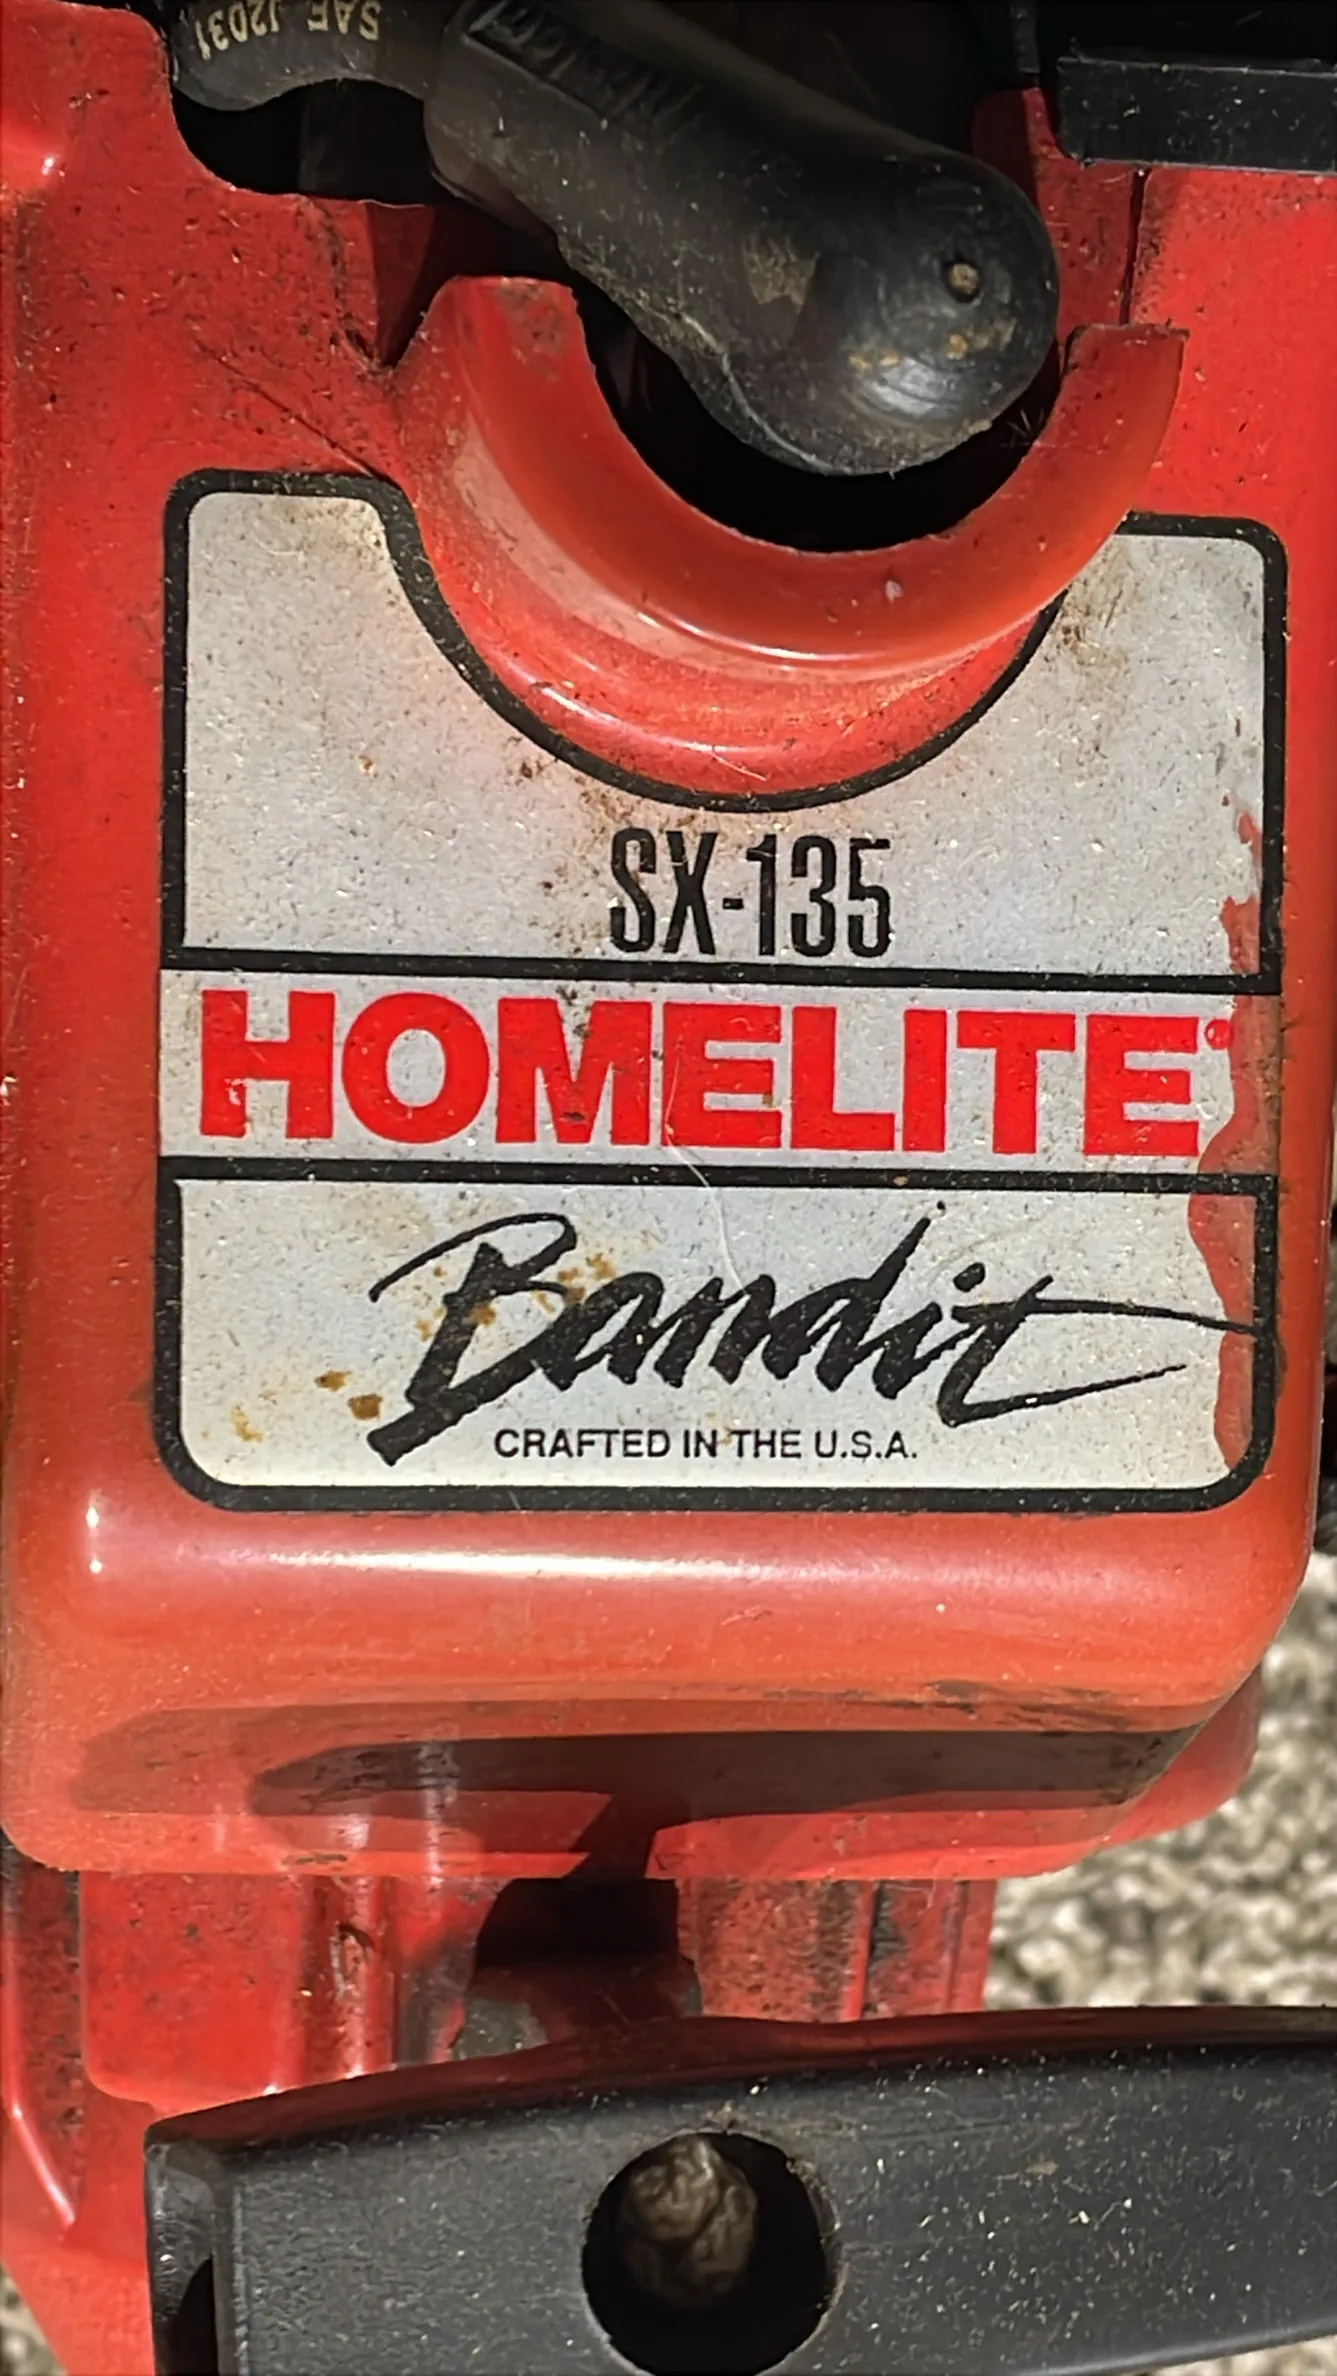 SAE J2031
SX-135
HOMELITE®
Bandit
CRAFTED IN THE U.S.A.